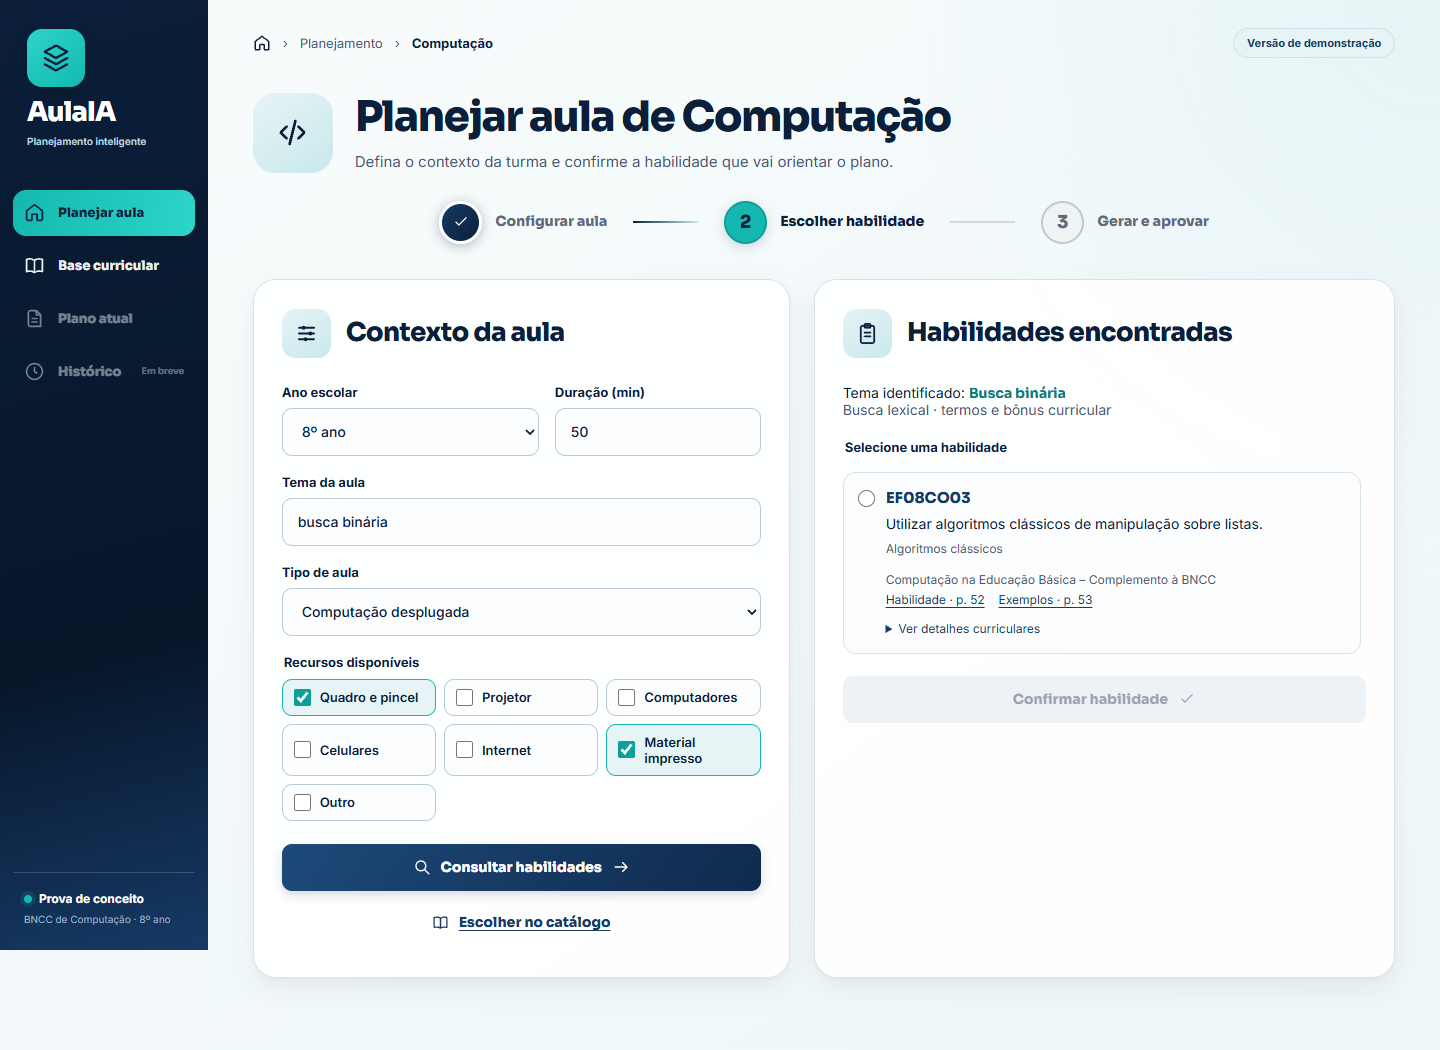 AulaIA
Planejamento inteligente
Planejar aula
Base curricular
Plano atual
Histórico Em breve
Prova de conceito
BNCC de Computação · 8º ano
› Planejamento › Computação
Versão de demonstração
Planejar aula de Computação
Defina o contexto da turma e confirme a habilidade que vai orientar o plano.
Configurar aula
2 Escolher habilidade
3 Gerar e aprovar
Contexto da aula
Ano escolar
8º ano
Duração (min)
50
Tema da aula
busca binária
Tipo de aula
Computação desplugada
Recursos disponíveis
Quadro e pincel
Projetor
Computadores
Celulares
Internet
Material
impresso
Outro
Consultar habilidades →
Escolher no catálogo
Habilidades encontradas
Tema identificado: Busca binária
Busca lexical · termos e bônus curricular
Selecione uma habilidade
EF08CO03
Utilizar algoritmos clássicos de manipulação sobre listas.
Algoritmos clássicos
Computação na Educação Básica – Complemento à BNCC
Habilidade · p. 52 Exemplos · p. 53
Ver detalhes curriculares
Confirmar habilidade